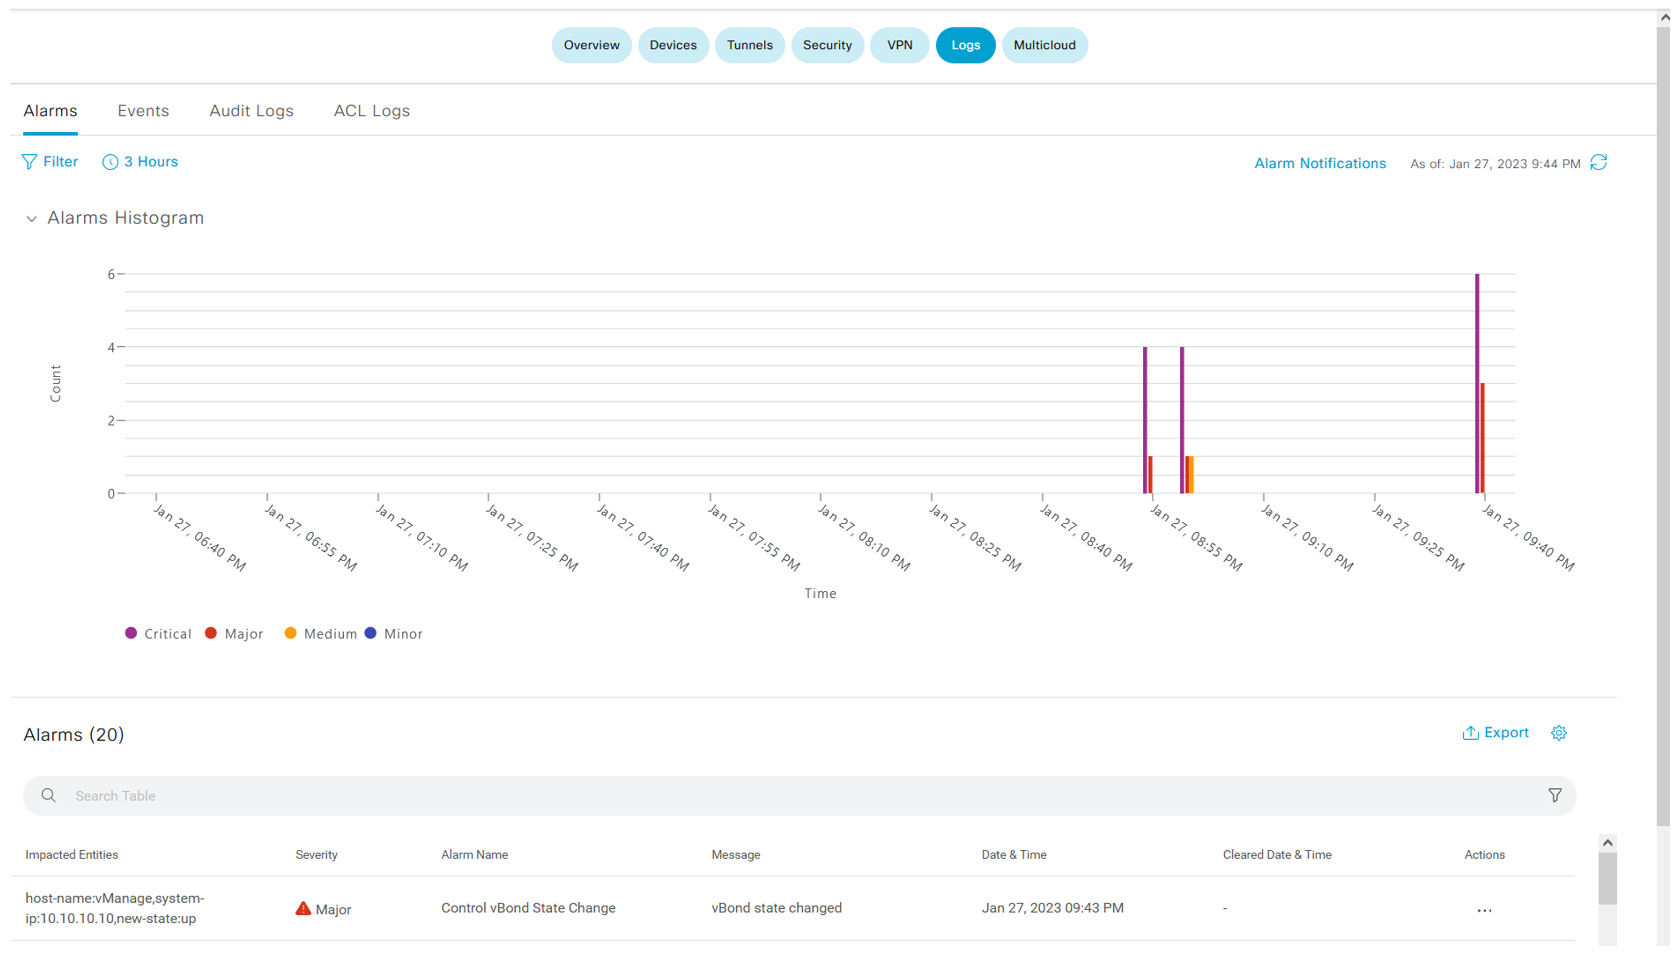 Overview Devices Tunnels Security VPN Logs Multicloud
Alarms Events Audit Logs ACL Logs
Filter 3 Hours
Alarm Notifications As of: Jan 27, 2023 9:44 PM
Alarms Histogram
6
4
2
0
Count
Jan 27, 06:40 PM
Jan 27, 06:55 PM
Jan 27, 07:10 PM
Jan 27, 07:25 PM
Jan 27, 07:40 PM
Jan 27, 07:55 PM
Jan 27, 08:10 PM
Jan 27, 08:25 PM
Jan 27, 08:40 PM
Jan 27, 08:55 PM
Jan 27, 09:10 PM
Jan 27, 09:25 PM
Jan 27, 09:40 PM
Time
Critical Major Medium Minor
Alarms (20)
Export
Search Table
Impacted Entities Severity Alarm Name Message Date & Time Cleared Date & Time Actions
host-name:vManage,system-
ip:10.10.10.10,new-state:up
Major Control vBond State Change vBond state changed Jan 27, 2023 09:43 PM - ...